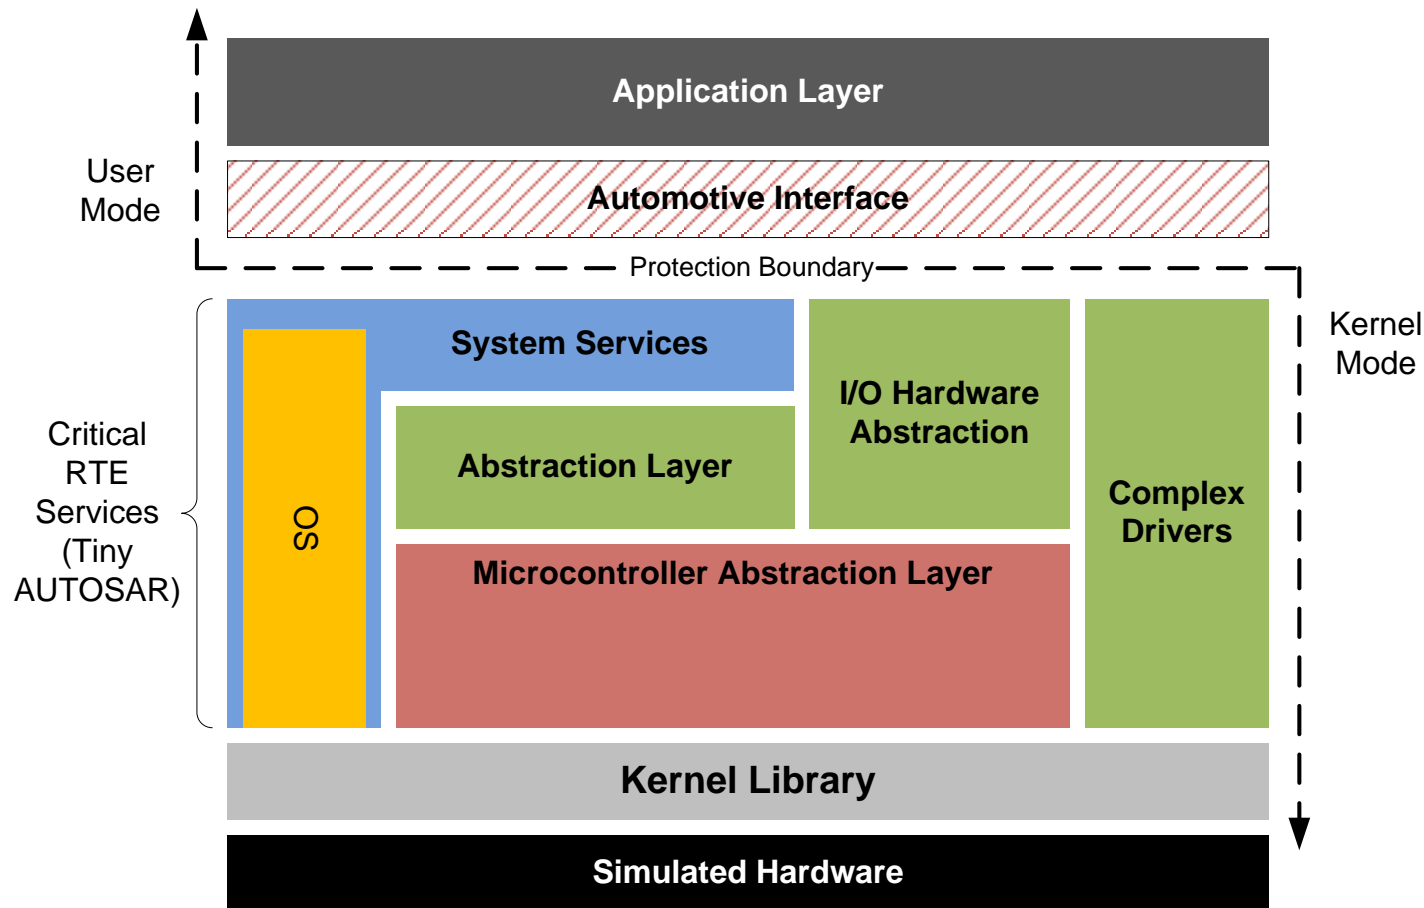 Application Layer
User
Mode
Automotive Interface
Protection Boundary
Kernel
Mode
System Services
I/O Hardware
Abstraction
Critical
RTE
Services
(Tiny
AUTOSAR)
OS
Abstraction Layer
Complex
Drivers
Microcontroller Abstraction Layer
Kernel Library
Simulated Hardware